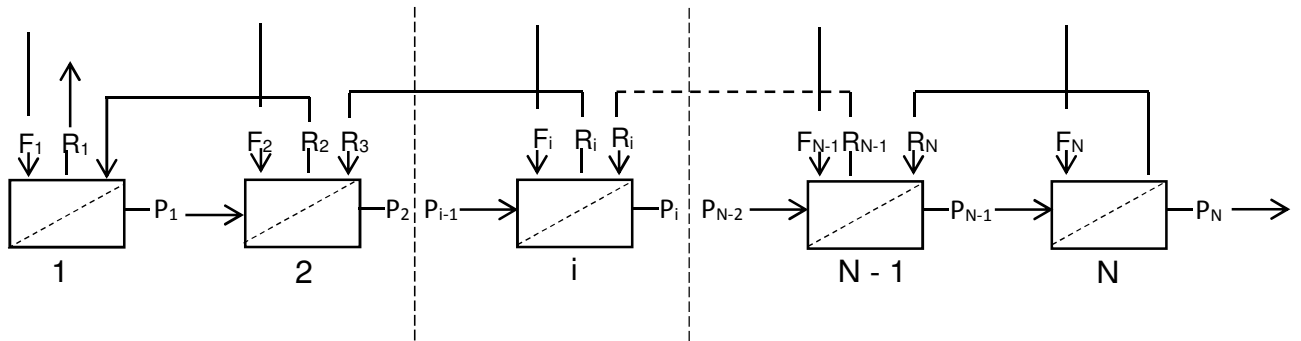 F1 R1 F2 R2 R3 Fi Ri Ri FN-1 RN-1 RN FN
P1 P2 Pi-1 Pi PN-2 PN-1 PN
1 2 i N - 1 N